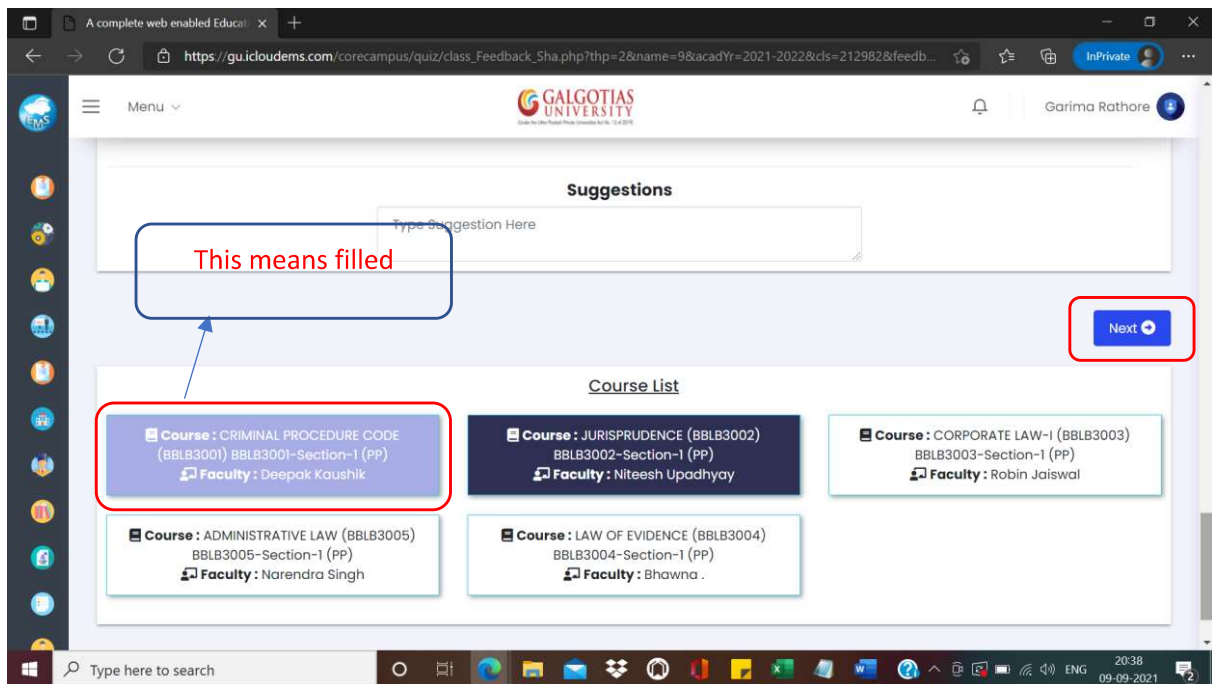 A complete web enabled Educati
https://gu.icloudems.com/corecampus/quiz/class_Feedback_Sha.php?thp=2&name=9&acadYr=2021-2022&cls=212982&feedb...
InPrivate
EMS
Menu
GALGOTIAS
UNIVERSITY
Garima Rathore
Suggestions
Type Suggestion Here
This means filled
Next
Course List
Course : CRIMINAL PROCEDURE CODE
(BBLB3001) BBLB3001-Section-1 (PP)
Faculty : Deepak Kaushik
Course : JURISPRUDENCE (BBLB3002)
BBLB3002-Section-1 (PP)
Faculty : Niteesh Upadhyay
Course : CORPORATE LAW-I (BBLB3003)
BBLB3003-Section-1 (PP)
Faculty : Robin Jaiswal
Course : ADMINISTRATIVE LAW (BBLB3005)
BBLB3005-Section-1 (PP)
Faculty : Narendra Singh
Course : LAW OF EVIDENCE (BBLB3004)
BBLB3004-Section-1 (PP)
Faculty : Bhawna .
Type here to search
ENG
20:38
09-09-2021
2